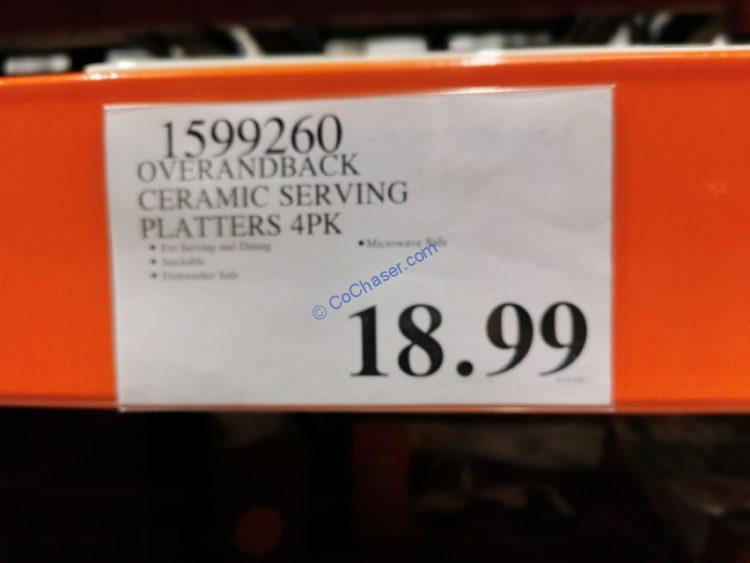 1599260
OVERANDBACK
CERAMIC SERVING
PLATTERS 4PK
• For Serving and Dining
• Microwave Safe
• Stackable
• Dishwasher Safe
© CoChaser.com
18.99